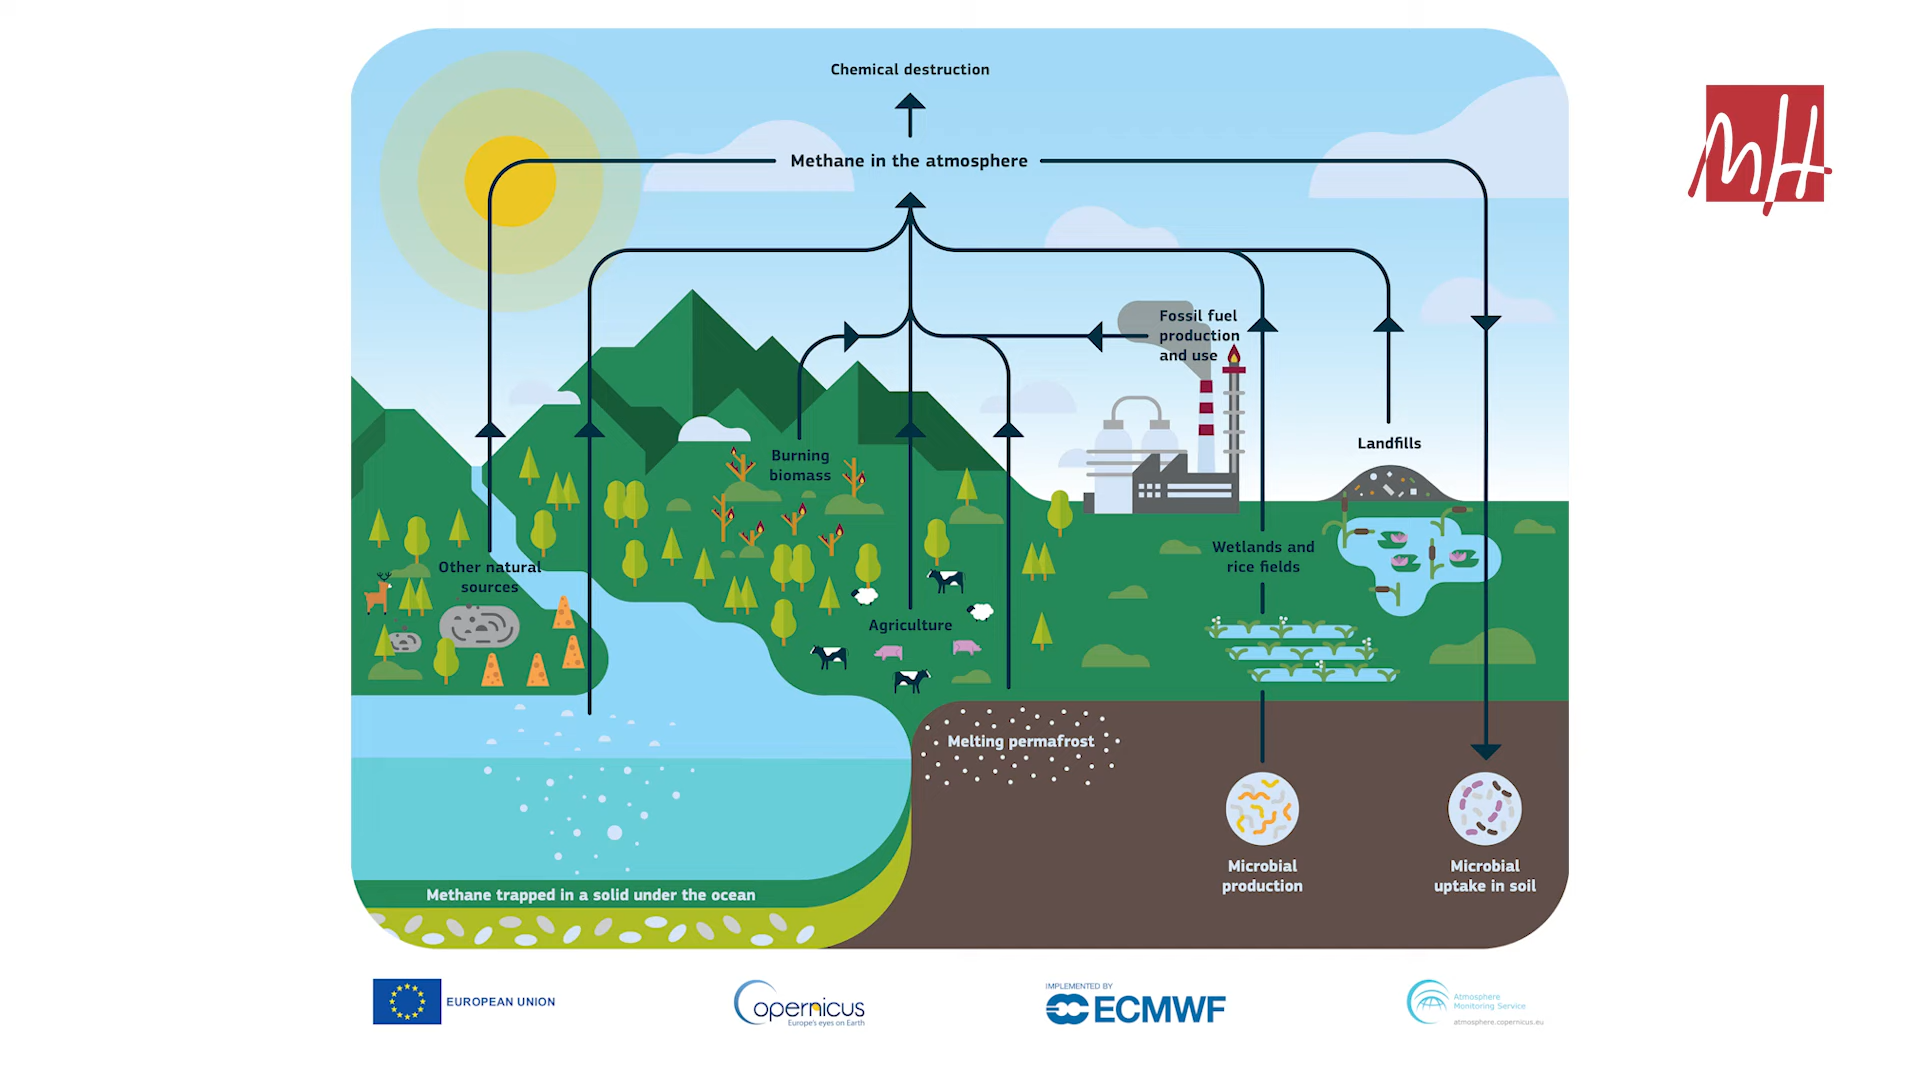 Chemical destruction
Methane in the atmosphere
MH
Fossil fuel
production
and use
Burning
biomass
Landfills
Other natural
sources
Wetlands and
rice fields
Agriculture
Melting permafrost
Microbial
production
Microbial
uptake in soil
Methane trapped in a solid under the ocean
EUROPEAN UNION
Copernicus
Europe's eyes on Earth
IMPLEMENTED BY
ECMWF
Atmosphere
Monitoring Service
atmosphere.copernicus.eu